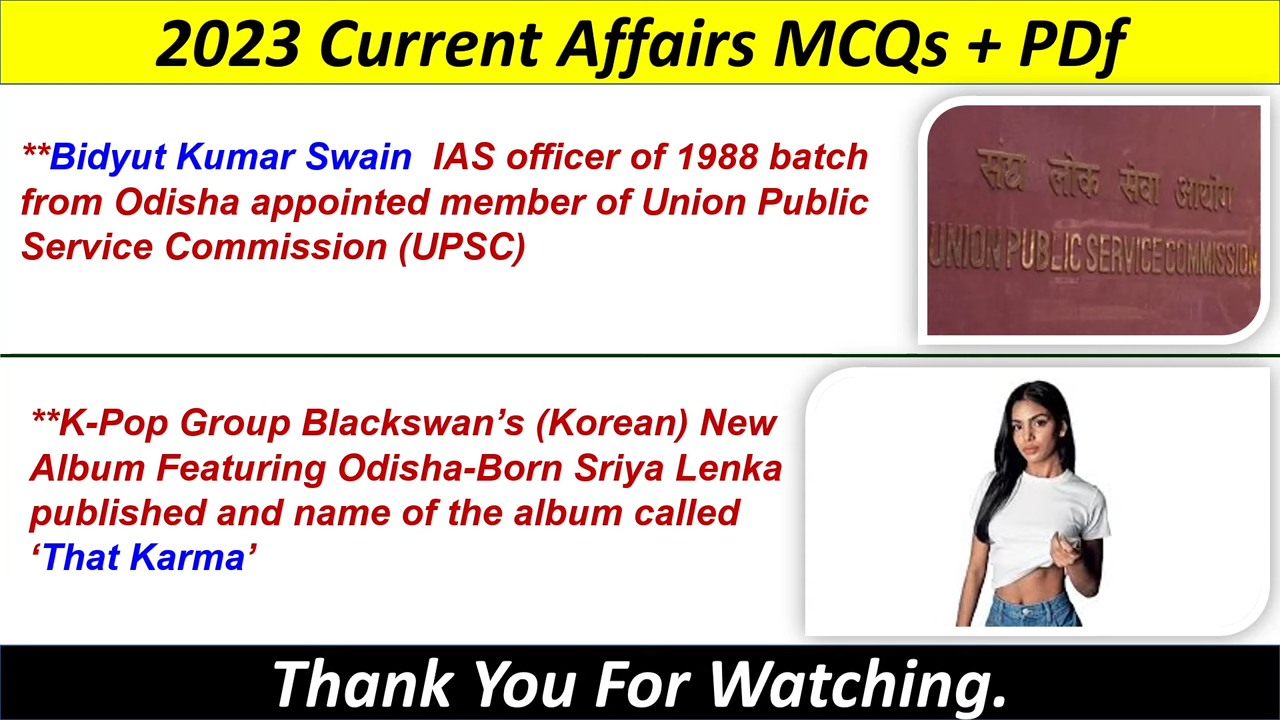 2023 Current Affairs MCQs + PDf
**Bidyut Kumar Swain IAS officer of 1988 batch
from Odisha appointed member of Union Public
Service Commission (UPSC)
संघ लोक सेवा आयोग
UNION PUBLIC SERVICE COMMISSION
**K-Pop Group Blackswan’s (Korean) New
Album Featuring Odisha-Born Sriya Lenka
published and name of the album called
‘That Karma’
Thank You For Watching.